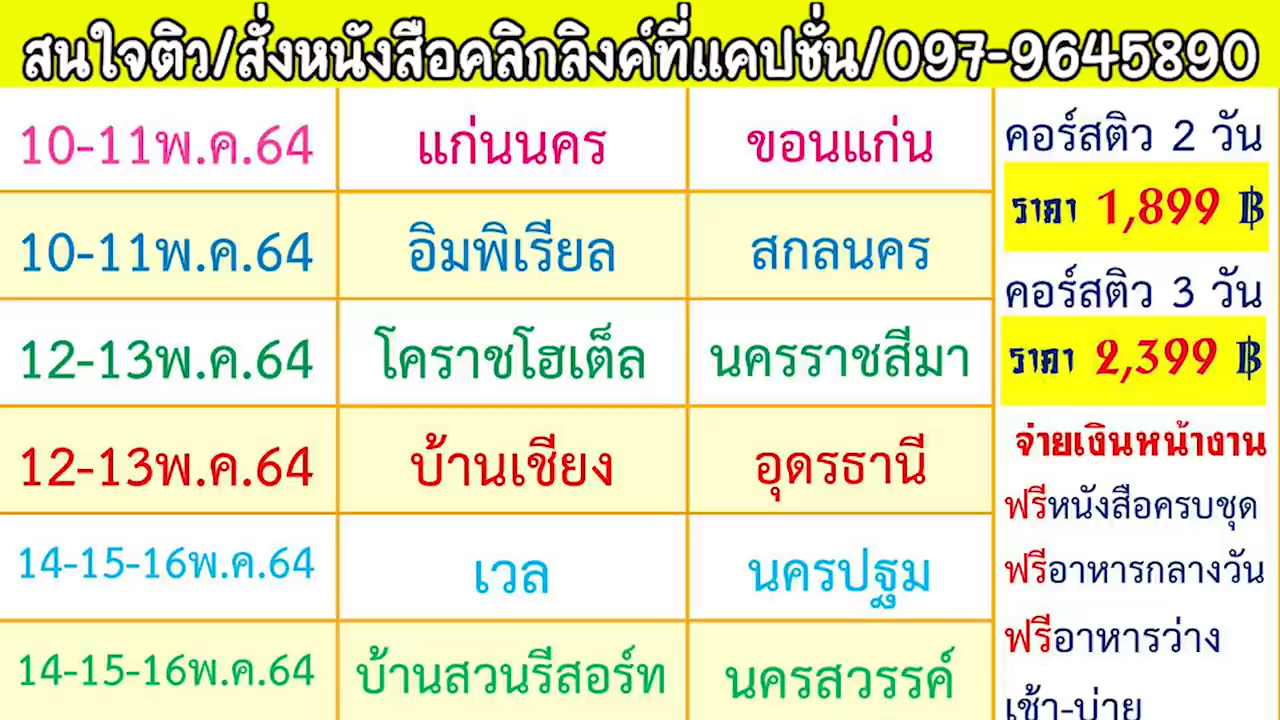 สนใจติว/สั่งหนังสือคลิกลิงค์ที่แคปชั่น/097-9645890
10-11พ.ค.64 แก่นนคร ขอนแก่น
10-11พ.ค.64 อิมพิเรียล สกลนคร
12-13พ.ค.64 โคราชโฮเต็ล นครราชสีมา
12-13พ.ค.64 บ้านเชียง อุดรธานี
14-15-16พ.ค.64 เวล นครปฐม
14-15-16พ.ค.64 บ้านสวนรีสอร์ท นครสวรรค์
คอร์สติว 2 วัน
ราคา 1,899 ฿
คอร์สติว 3 วัน
ราคา 2,399 ฿
จ่ายเงินหน้างาน
ฟรีหนังสือครบชุด
ฟรีอาหารกลางวัน
ฟรีอาหารว่าง
เช้า-บ่าย